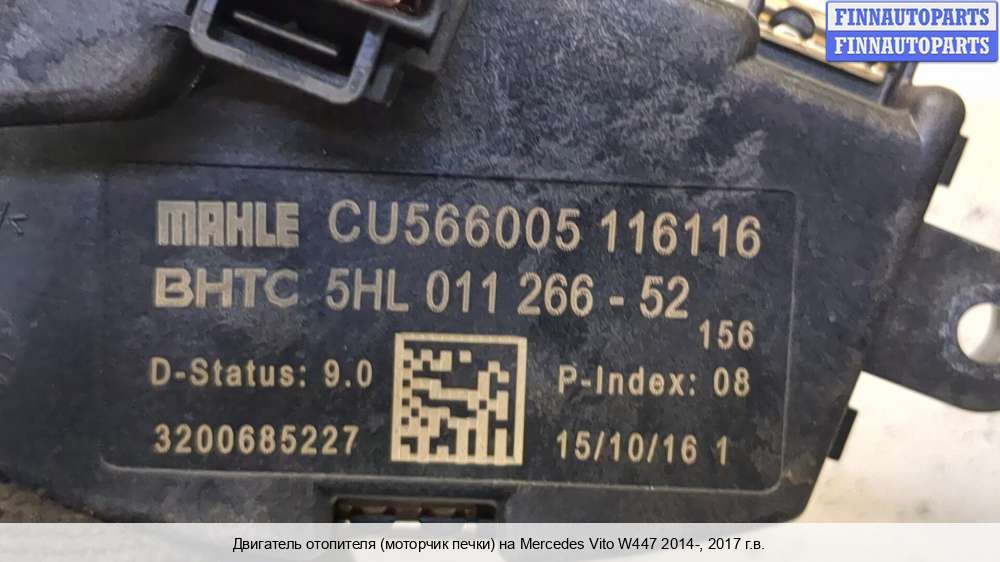 FINNAUTOPARTS
FINNAUTOPARTS
MAHLE CU566005 116116
BHTC 5HL 011 266 - 52
156
D-Status: 9.0 P-Index: 08
3200685227 15/10/16 1
Двигатель отопителя (моторчик печки) на Mercedes Vito W447 2014-, 2017 г.в.